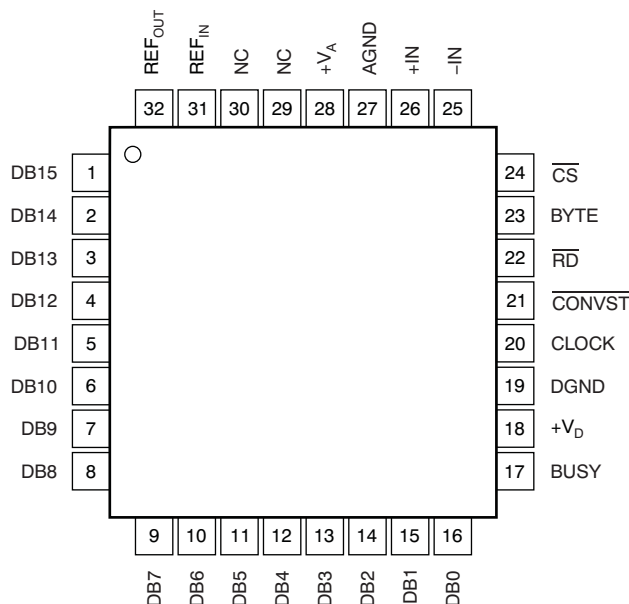 REFOUT REFIN NC NC +VA AGND +IN –IN
32 31 30 29 28 27 26 25
DB15 1 24 C̅S̅
DB14 2 23 BYTE
DB13 3 22 R̅D̅
DB12 4 21 C̅O̅N̅V̅S̅T̅
DB11 5 20 CLOCK
DB10 6 19 DGND
DB9 7 18 +VD
DB8 8 17 BUSY
9 10 11 12 13 14 15 16
DB7 DB6 DB5 DB4 DB3 DB2 DB1 DB0